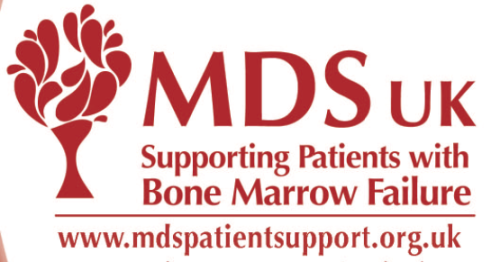 MDS UK
Supporting Patients with
Bone Marrow Failure
www.mdspatientsupport.org.uk